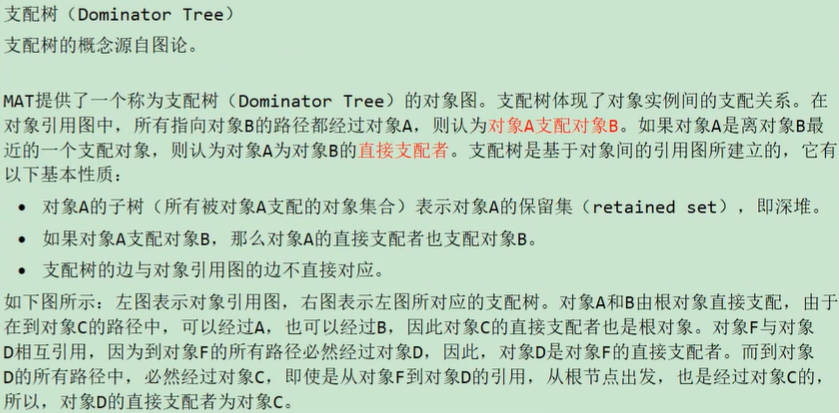 支配树（Dominator Tree）
支配树的概念源自图论。
MAT提供了一个称为支配树（Dominator Tree）的对象图。支配树体现了对象实例间的支配关系。在
对象引用图中，所有指向对象B的路径都经过对象A，则认为对象A支配对象B。如果对象A是离对象B最
近的一个支配对象，则认为对象A为对象B的直接支配者。支配树是基于对象间的引用图所建立的，它有
以下基本性质：
• 对象A的子树（所有被对象A支配的对象集合）表示对象A的保留集（retained set），即深堆。
• 如果对象A支配对象B，那么对象A的直接支配者也支配对象B。
• 支配树的边与对象引用图的边不直接对应。
如下图所示：左图表示对象引用图，右图表示左图所对应的支配树。对象A和B由根对象直接支配，由于
在到对象C的路径中，可以经过A，也可以经过B，因此对象C的直接支配者也是根对象。对象F与对象
D相互引用，因为到对象F的所有路径必然经过对象D，因此，对象D是对象F的直接支配者。而到对象
D的所有路径中，必然经过对象C，即使是从对象F到对象D的引用，从根节点出发，也是经过对象C的，
所以，对象D的直接支配者为对象C。